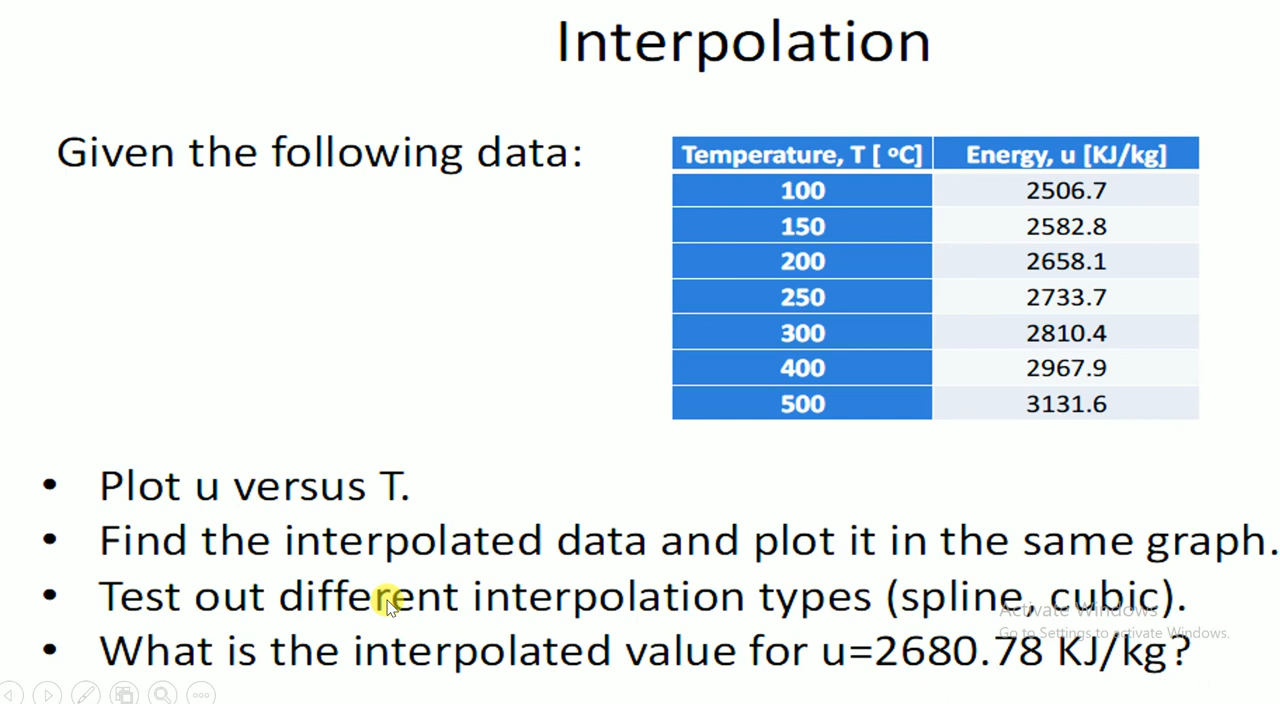 Interpolation
Given the following data:
Temperature, T [ ºC] Energy, u [KJ/kg]
100 2506.7
150 2582.8
200 2658.1
250 2733.7
300 2810.4
400 2967.9
500 3131.6
• Plot u versus T.
• Find the interpolated data and plot it in the same graph.
• Test out different interpolation types (spline, cubic).
Activate Windows
Go to Settings to activate Windows.
• What is the interpolated value for u=2680.78 KJ/kg?